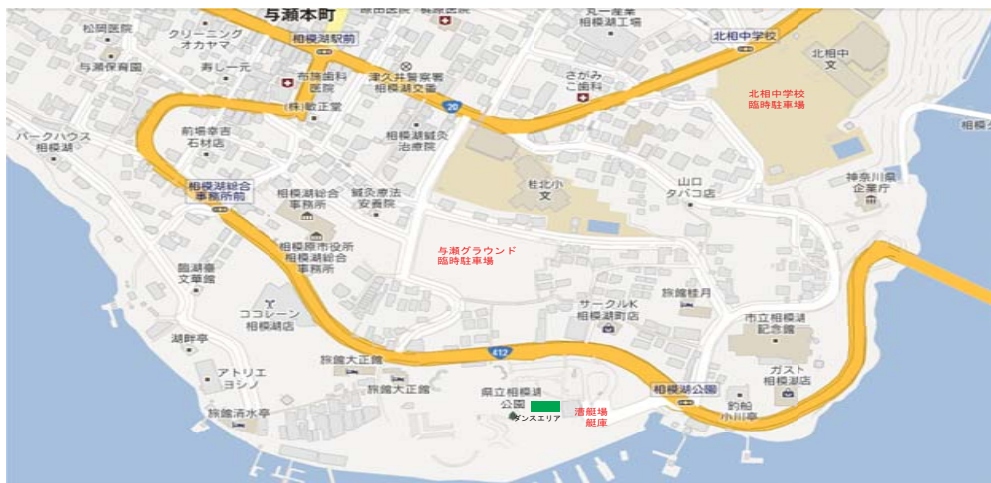 与瀬本町
松岡医院
クリーニング
オカヤマ
与瀬保育園
寿し一元
相模湖駅前
布施歯科
医院
(株)敏正堂
津久井警察署
相模湖交番
20
丸一産業
相模湖工場
さがみ
こ歯科
北相中学校
北相中
文
北相中学校
臨時駐車場
パークハウス
相模湖
前場幸吉
石材店
相模湖鍼灸
治療院
相模湖総合
事務所前
相模湖総合
事務所
鍼灸療法
安養院
桂北小
文
山口
タバコ店
神奈川県
企業庁
相模原市役所
相模湖総合
事務所
与瀬グラウンド
臨時駐車場
臨湖臺
文華館
ココレーン
相模湖店
湖畔亭
アトリエ
ヨシノ
旅館清水亭
旅館大正館
旅館大正館
412
サークルK
相模湖町店
旅館桂月
市立相模湖
記念館
ガスト
相模湖店
相模湖公園
釣船
小川亭
県立相模湖
公園
ダンスエリア
漕艇場
艇庫